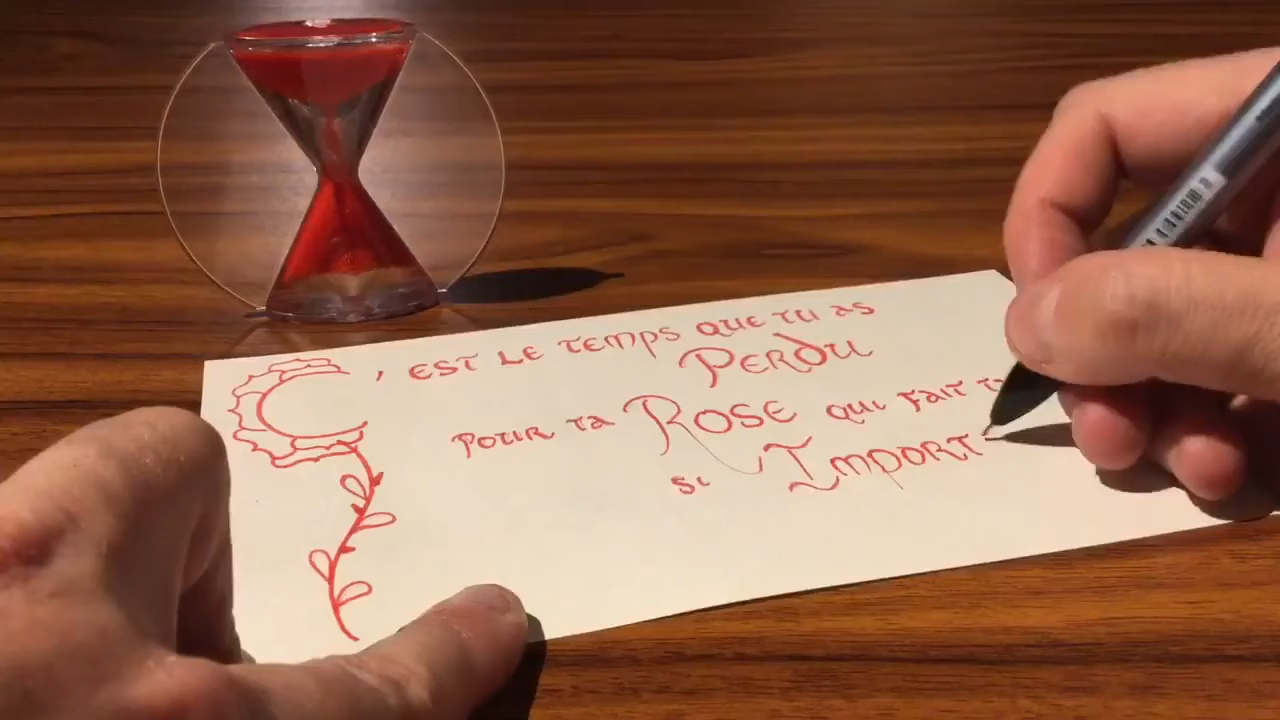 C'EST LE TEMPS QUE TU AS
PERDU
POUR TA ROSE QUI FAIT
SI IMPORT